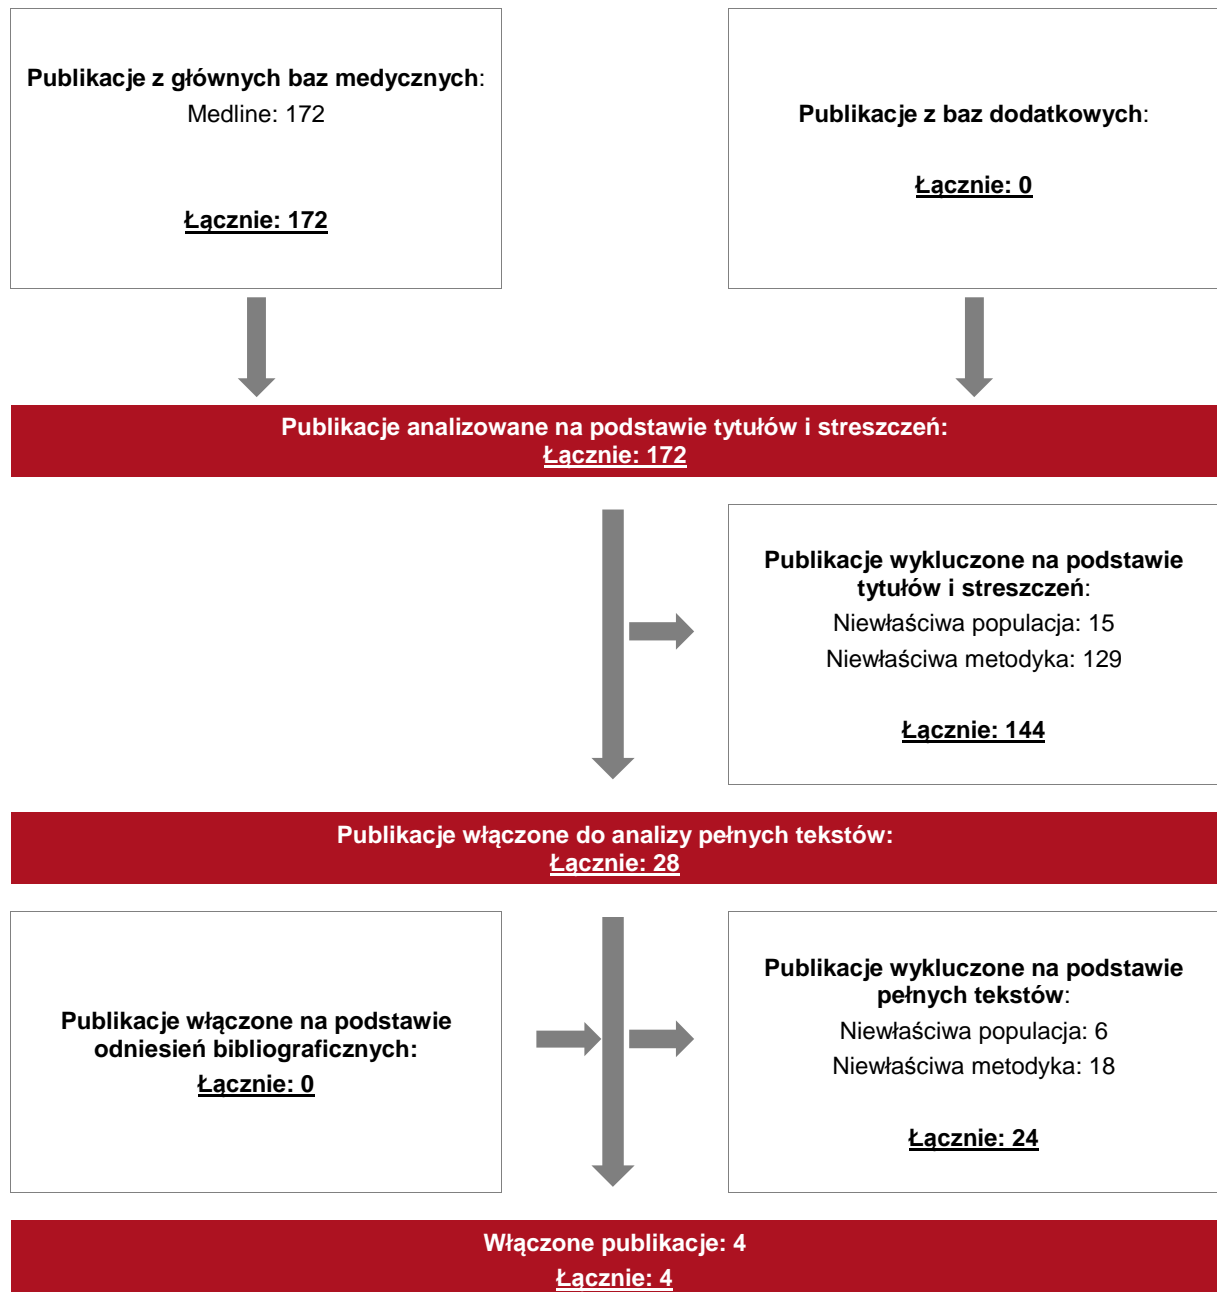 Publikacje z głównych baz medycznych:
Medline: 172
Łącznie: 172
Publikacje z baz dodatkowych:
Łącznie: 0
Publikacje analizowane na podstawie tytułów i streszczeń:
Łącznie: 172
Publikacje wykluczone na podstawie
tytułów i streszczeń:
Niewłaściwa populacja: 15
Niewłaściwa metodyka: 129
Łącznie: 144
Publikacje włączone do analizy pełnych tekstów:
Łącznie: 28
Publikacje włączone na podstawie
odniesień bibliograficznych:
Łącznie: 0
Publikacje wykluczone na podstawie
pełnych tekstów:
Niewłaściwa populacja: 6
Niewłaściwa metodyka: 18
Łącznie: 24
Włączone publikacje: 4
Łącznie: 4